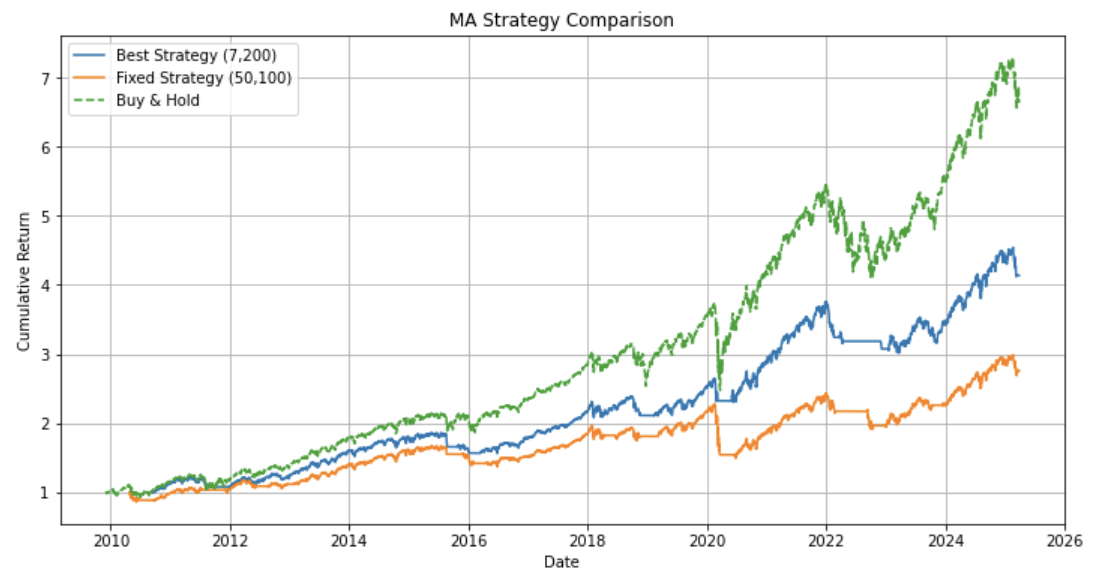 MA Strategy Comparison
Best Strategy (7,200)
Fixed Strategy (50,100)
Buy & Hold
Cumulative Return
7
6
5
4
3
2
1
2010 2012 2014 2016 2018 2020 2022 2024 2026
Date